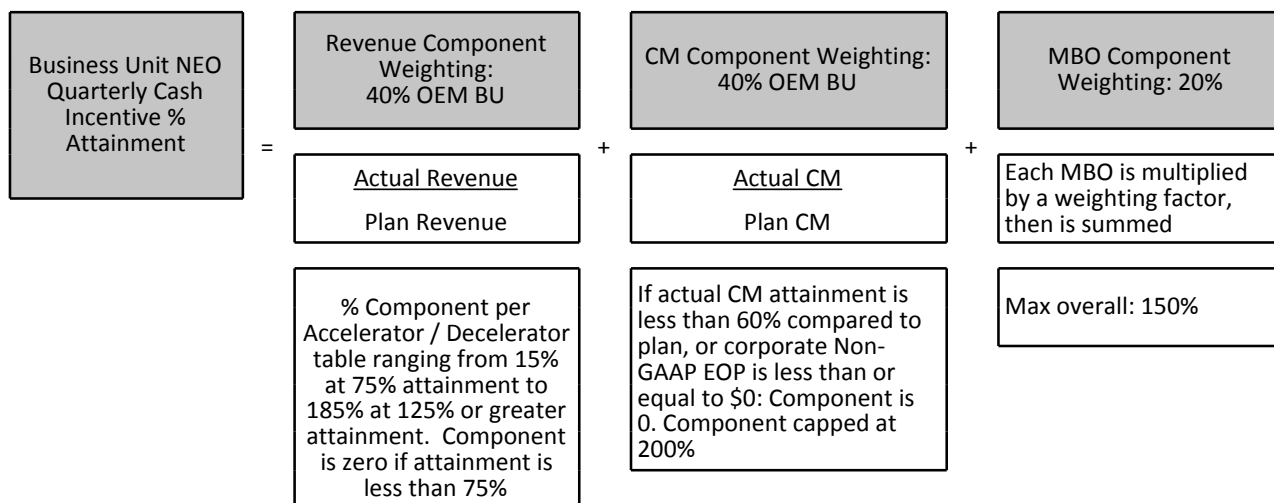 Business Unit NEO
Quarterly Cash
Incentive %
Attainment
=
Revenue Component
Weighting:
40% OEM BU
Actual Revenue
Plan Revenue
% Component per
Accelerator / Decelerator
table ranging from 15%
at 75% attainment to
185% at 125% or greater
attainment.  Component
is zero if attainment is
less than 75%
+
CM Component Weighting:
40% OEM BU
Actual CM
Plan CM
If actual CM attainment is
less than 60% compared to
plan, or corporate Non-
GAAP EOP is less than or
equal to $0: Component is
0. Component capped at
200%
+
MBO Component
Weighting: 20%
Each MBO is multiplied
by a weighting factor,
then is summed
Max overall: 150%